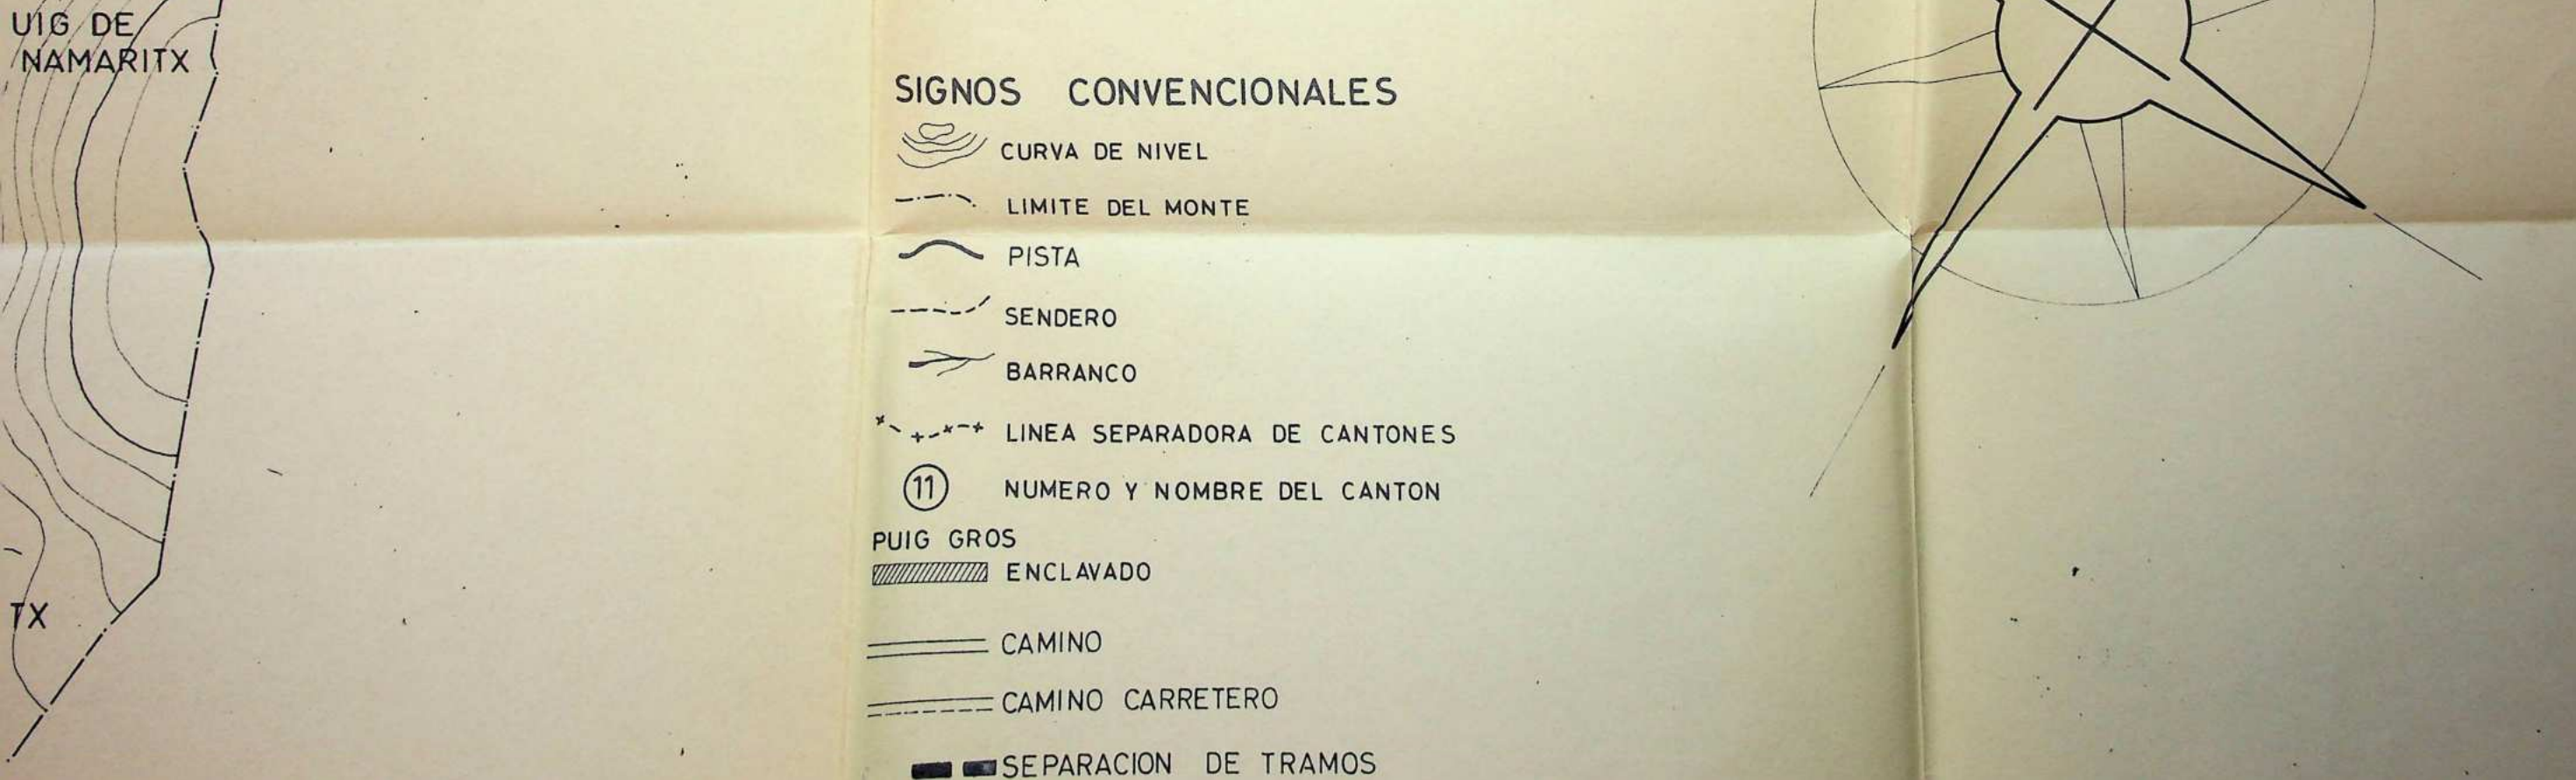 UIG DE
NAMARITX
SIGNOS CONVENCIONALES
CURVA DE NIVEL
LIMITE DEL MONTE
PISTA
SENDERO
BARRANCO
LINEA SEPARADORA DE CANTONES
11 NUMERO Y NOMBRE DEL CANTON
PUIG GROS
ENCLAVADO
TX
CAMINO
CAMINO CARRETERO
SEPARACION DE TRAMOS